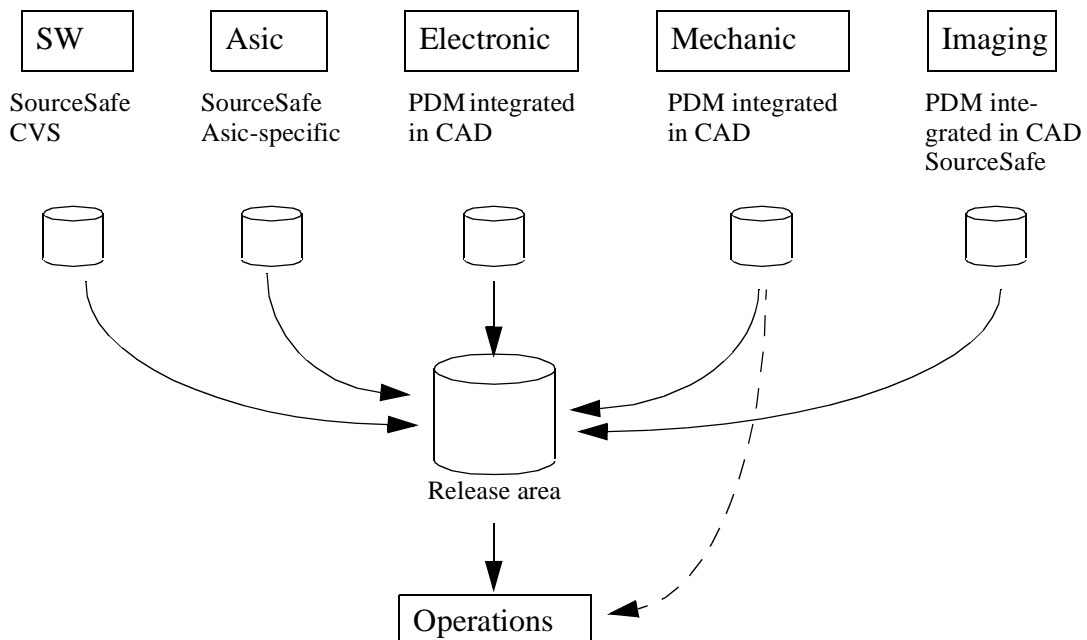 SW
Asic
Electronic
Mechanic
Imaging
SourceSafe
CVS
SourceSafe
Asic-specific
PDM integrated
in CAD
PDM integrated
in CAD
PDM inte-
grated in CAD
SourceSafe
Release area
Operations